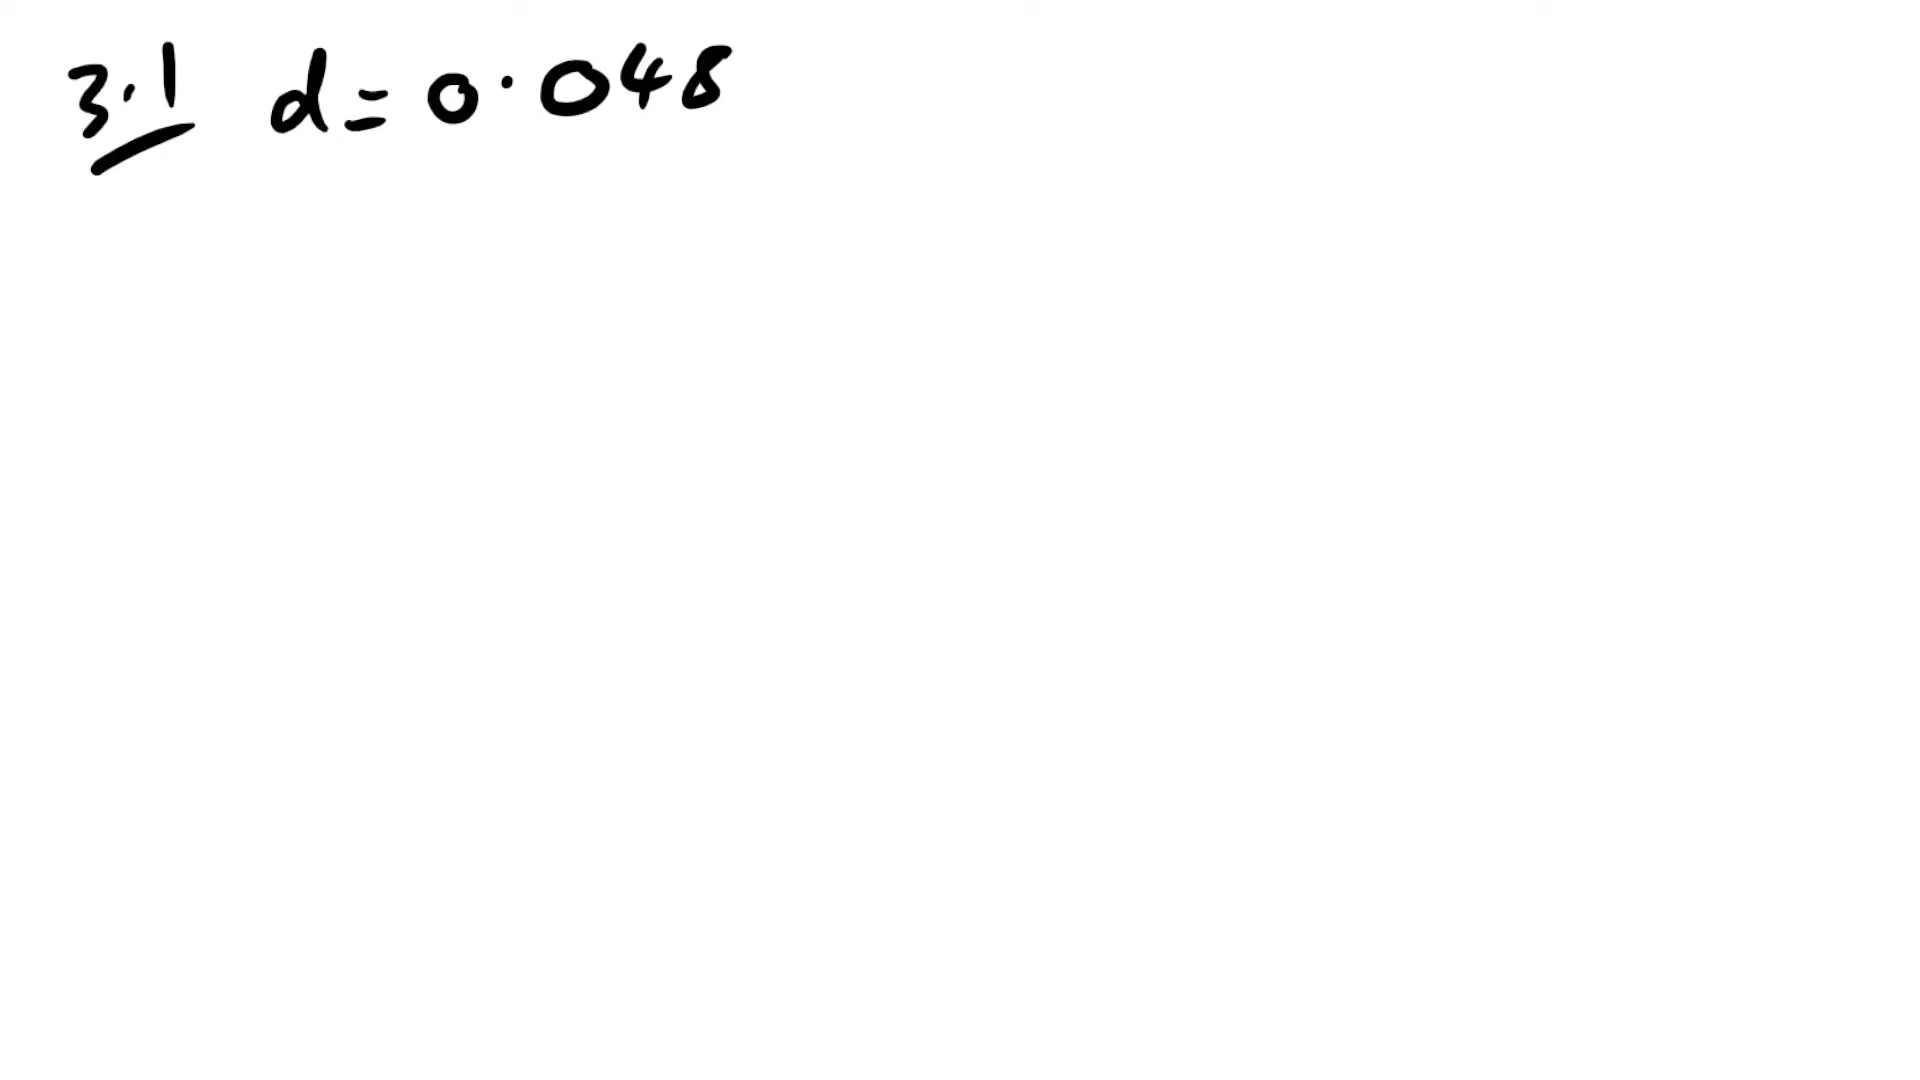 3.1 d = 0.048